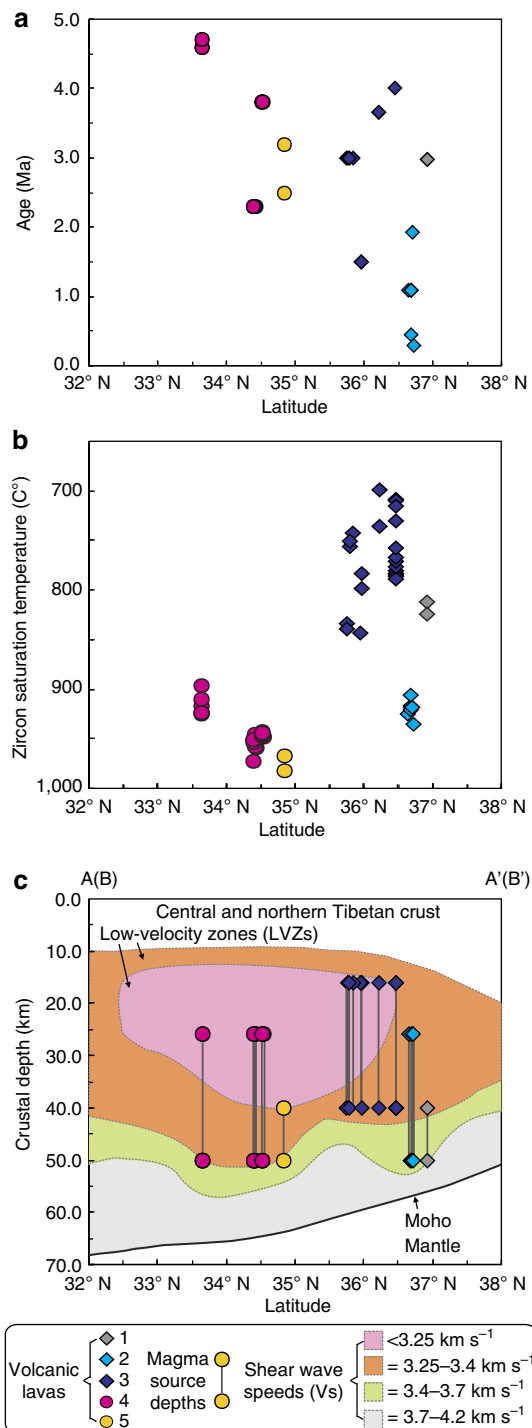 a
5.0
4.0
3.0
2.0
1.0
0.0
Age (Ma)
32° N 33° N 34° N 35° N 36° N 37° N 38° N
Latitude
b
700
800
900
1,000
Zircon saturation temperature (C°)
32° N 33° N 34° N 35° N 36° N 37° N 38° N
Latitude
c
A(B) A'(B')
0.0
10.0
20.0
30.0
40.0
50.0
60.0
70.0
Crustal depth (km)
Central and northern Tibetan crust
Low-velocity zones (LVZs)
Moho
Mantle
32° N 33° N 34° N 35° N 36° N 37° N 38° N
Latitude
Volcanic
lavas
1
2
3
4
5
Magma
source
depths
Shear wave
speeds (Vs)
<3.25 km s⁻¹
= 3.25–3.4 km s⁻¹
= 3.4–3.7 km s⁻¹
= 3.7–4.2 km s⁻¹